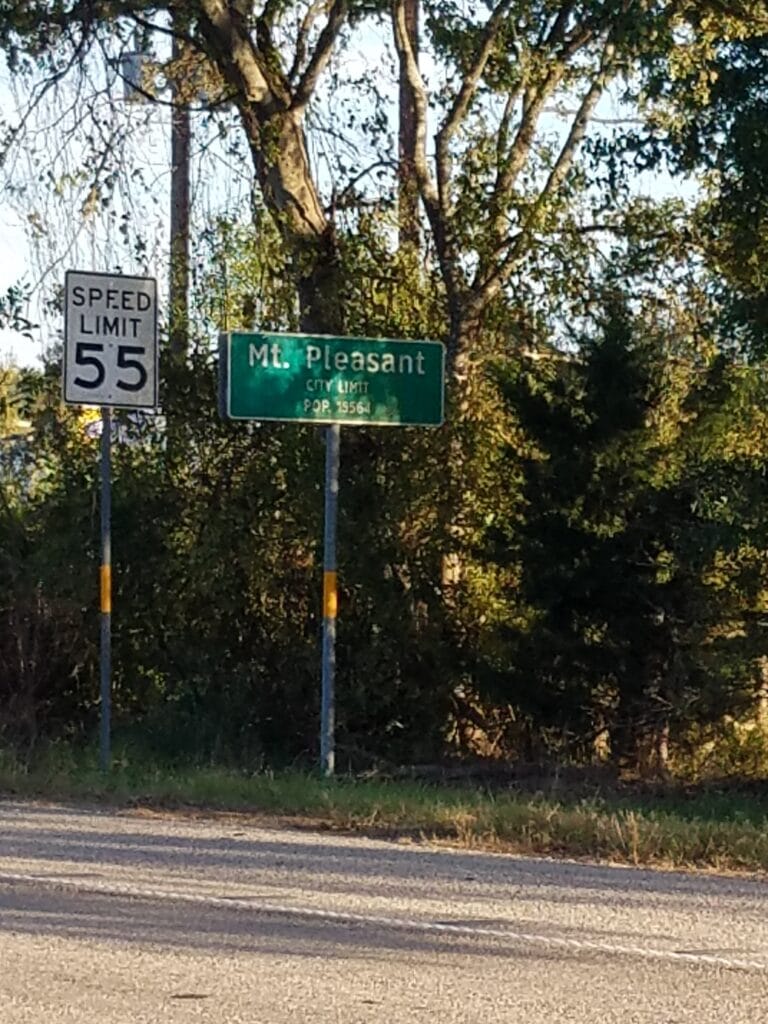 SPEED
LIMIT
55
Mt. Pleasant
CITY LIMIT
POP. 15564